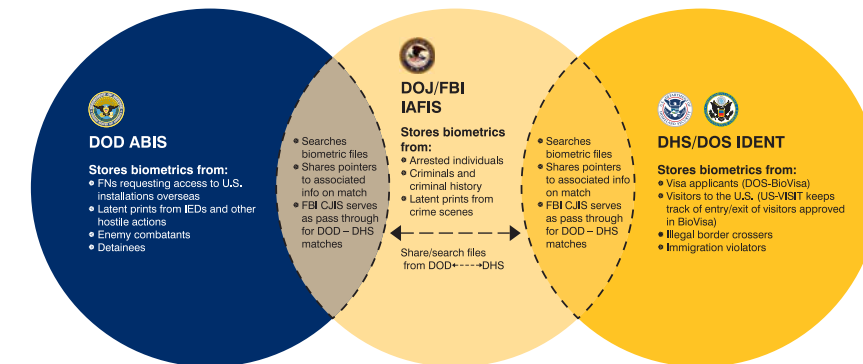 DOD ABIS
Stores biometrics from:
• FNs requesting access to U.S.
installations overseas
• Latent prints from IEDs and other
hostile actions
• Enemy combatants
• Detainees
• Searches
biometric files
• Shares pointers
to associated
info on match
• FBI CJIS serves
as pass through
for DOD – DHS
matches
DOJ/FBI
IAFIS
Stores biometrics
from:
• Arrested individuals
• Criminals and
criminal history
• Latent prints from
crime scenes
Share/search files
from DOD ◂----▸ DHS
• Searches
biometric files
• Shares pointers
to associated info
on match
• FBI CJIS serves
as pass through
for DOD – DHS
matches
DHS/DOS IDENT
Stores biometrics from:
• Visa applicants (DOS-BioVisa)
• Visitors to the U.S. (US-VISIT keeps
track of entry/exit of visitors approved
in BioVisa)
• Illegal border crossers
• Immigration violators